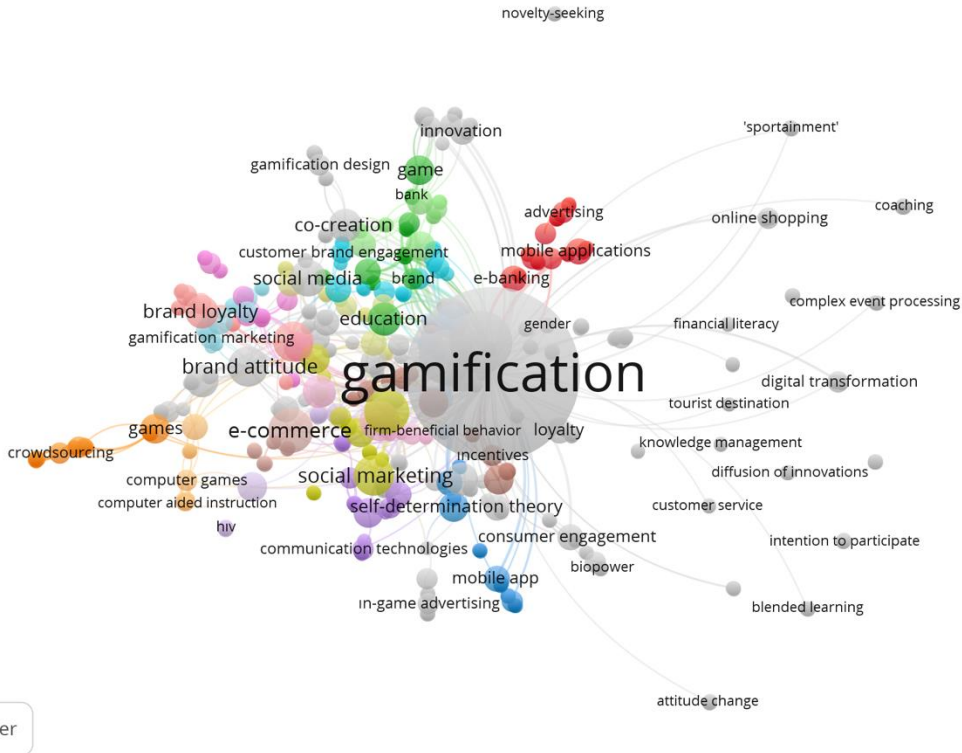 novelty-seeking
innovation
'sportainment'
gamification design
game
bank
coaching
advertising
online shopping
co-creation
customer brand engagement
mobile applications
social media
brand
e-banking
complex event processing
brand loyalty
education
gender
financial literacy
gamification marketing
brand attitude
gamification
digital transformation
tourist destination
games
e-commerce
firm-beneficial behavior
loyalty
knowledge management
crowdsourcing
incentives
social marketing
diffusion of innovations
computer games
computer aided instruction
self-determination theory
customer service
hiv
consumer engagement
intention to participate
communication technologies
biopower
mobile app
in-game advertising
blended learning
attitude change
er